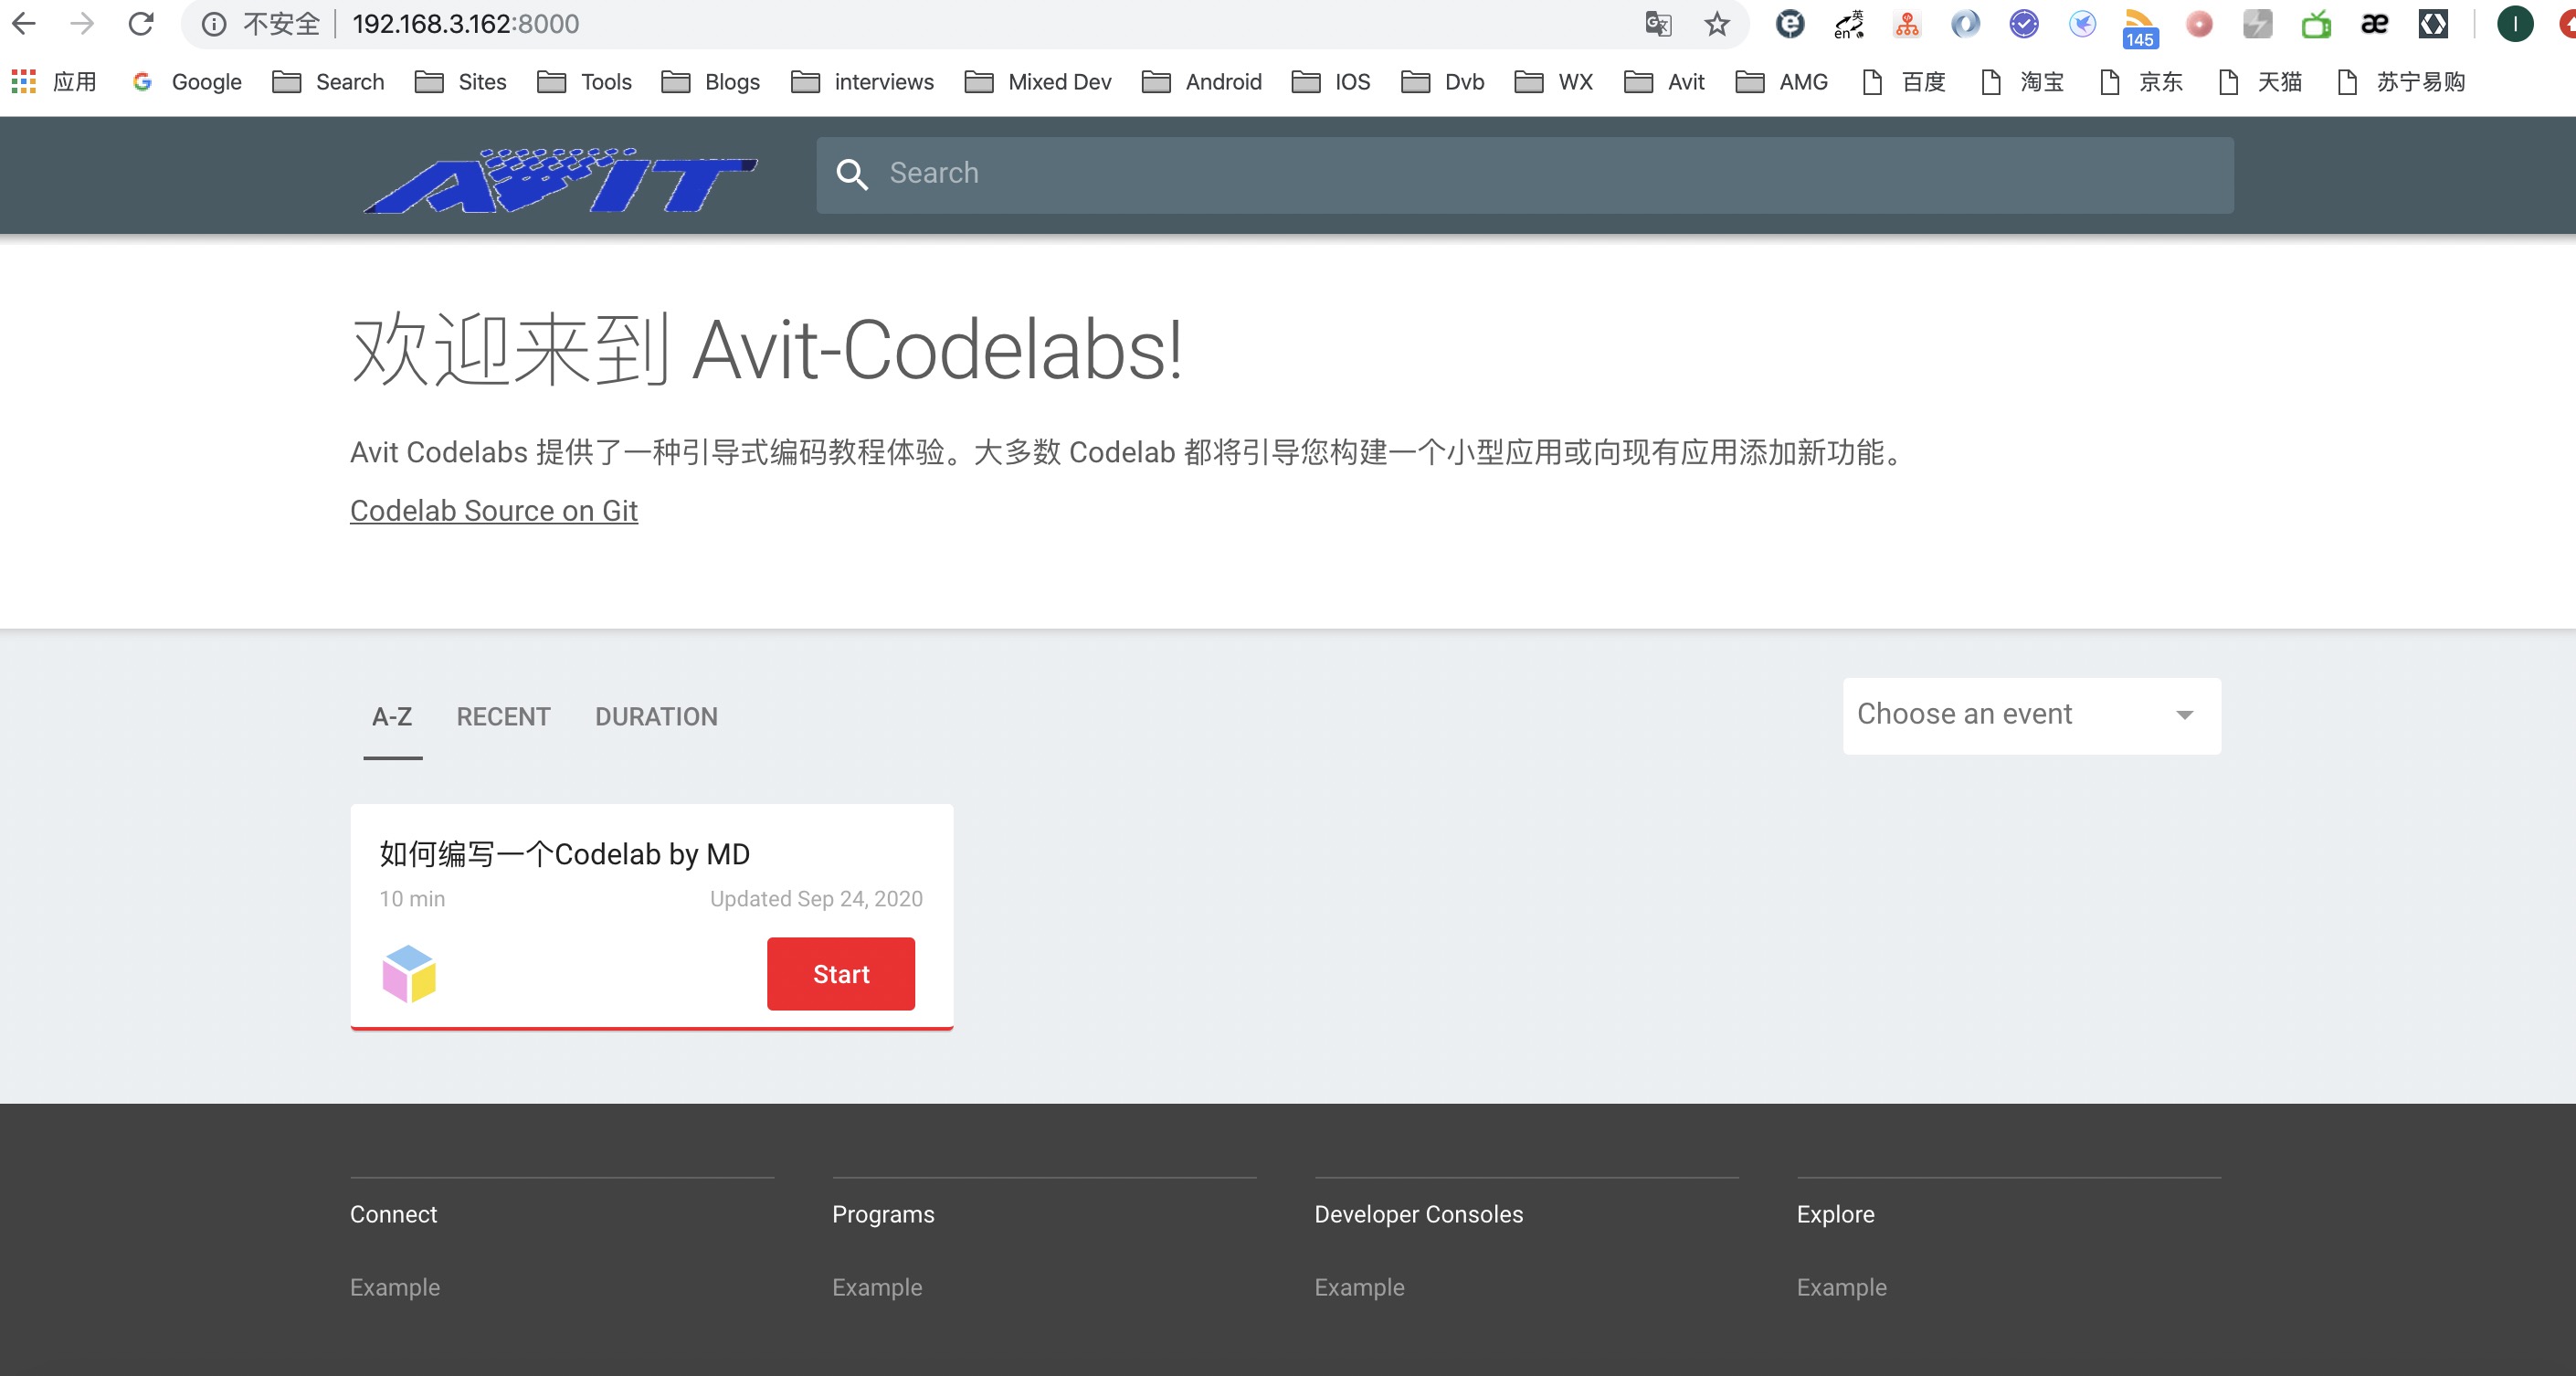 不安全 192.168.3.162:8000
英
en
145
I
应用 Google Search Sites Tools Blogs interviews Mixed Dev Android IOS Dvb WX Avit AMG 百度 淘宝 京东 天猫 苏宁易购
AVIT Search
欢迎来到 Avit-Codelabs!
Avit Codelabs 提供了一种引导式编码教程体验。大多数 Codelab 都将引导您构建一个小型应用或向现有应用添加新功能。
Codelab Source on Git
A-Z RECENT DURATION Choose an event
如何编写一个Codelab by MD
10 min Updated Sep 24, 2020
Start
Connect Programs Developer Consoles Explore
Example Example Example Example